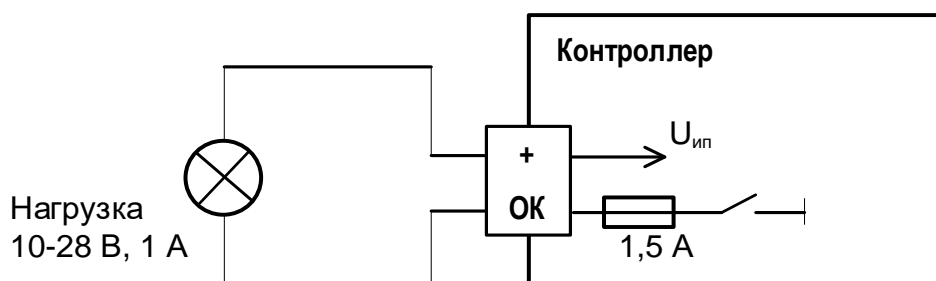 Контроллер
+
Uип
ОК
Нагрузка
10-28 В, 1 А
1,5 А